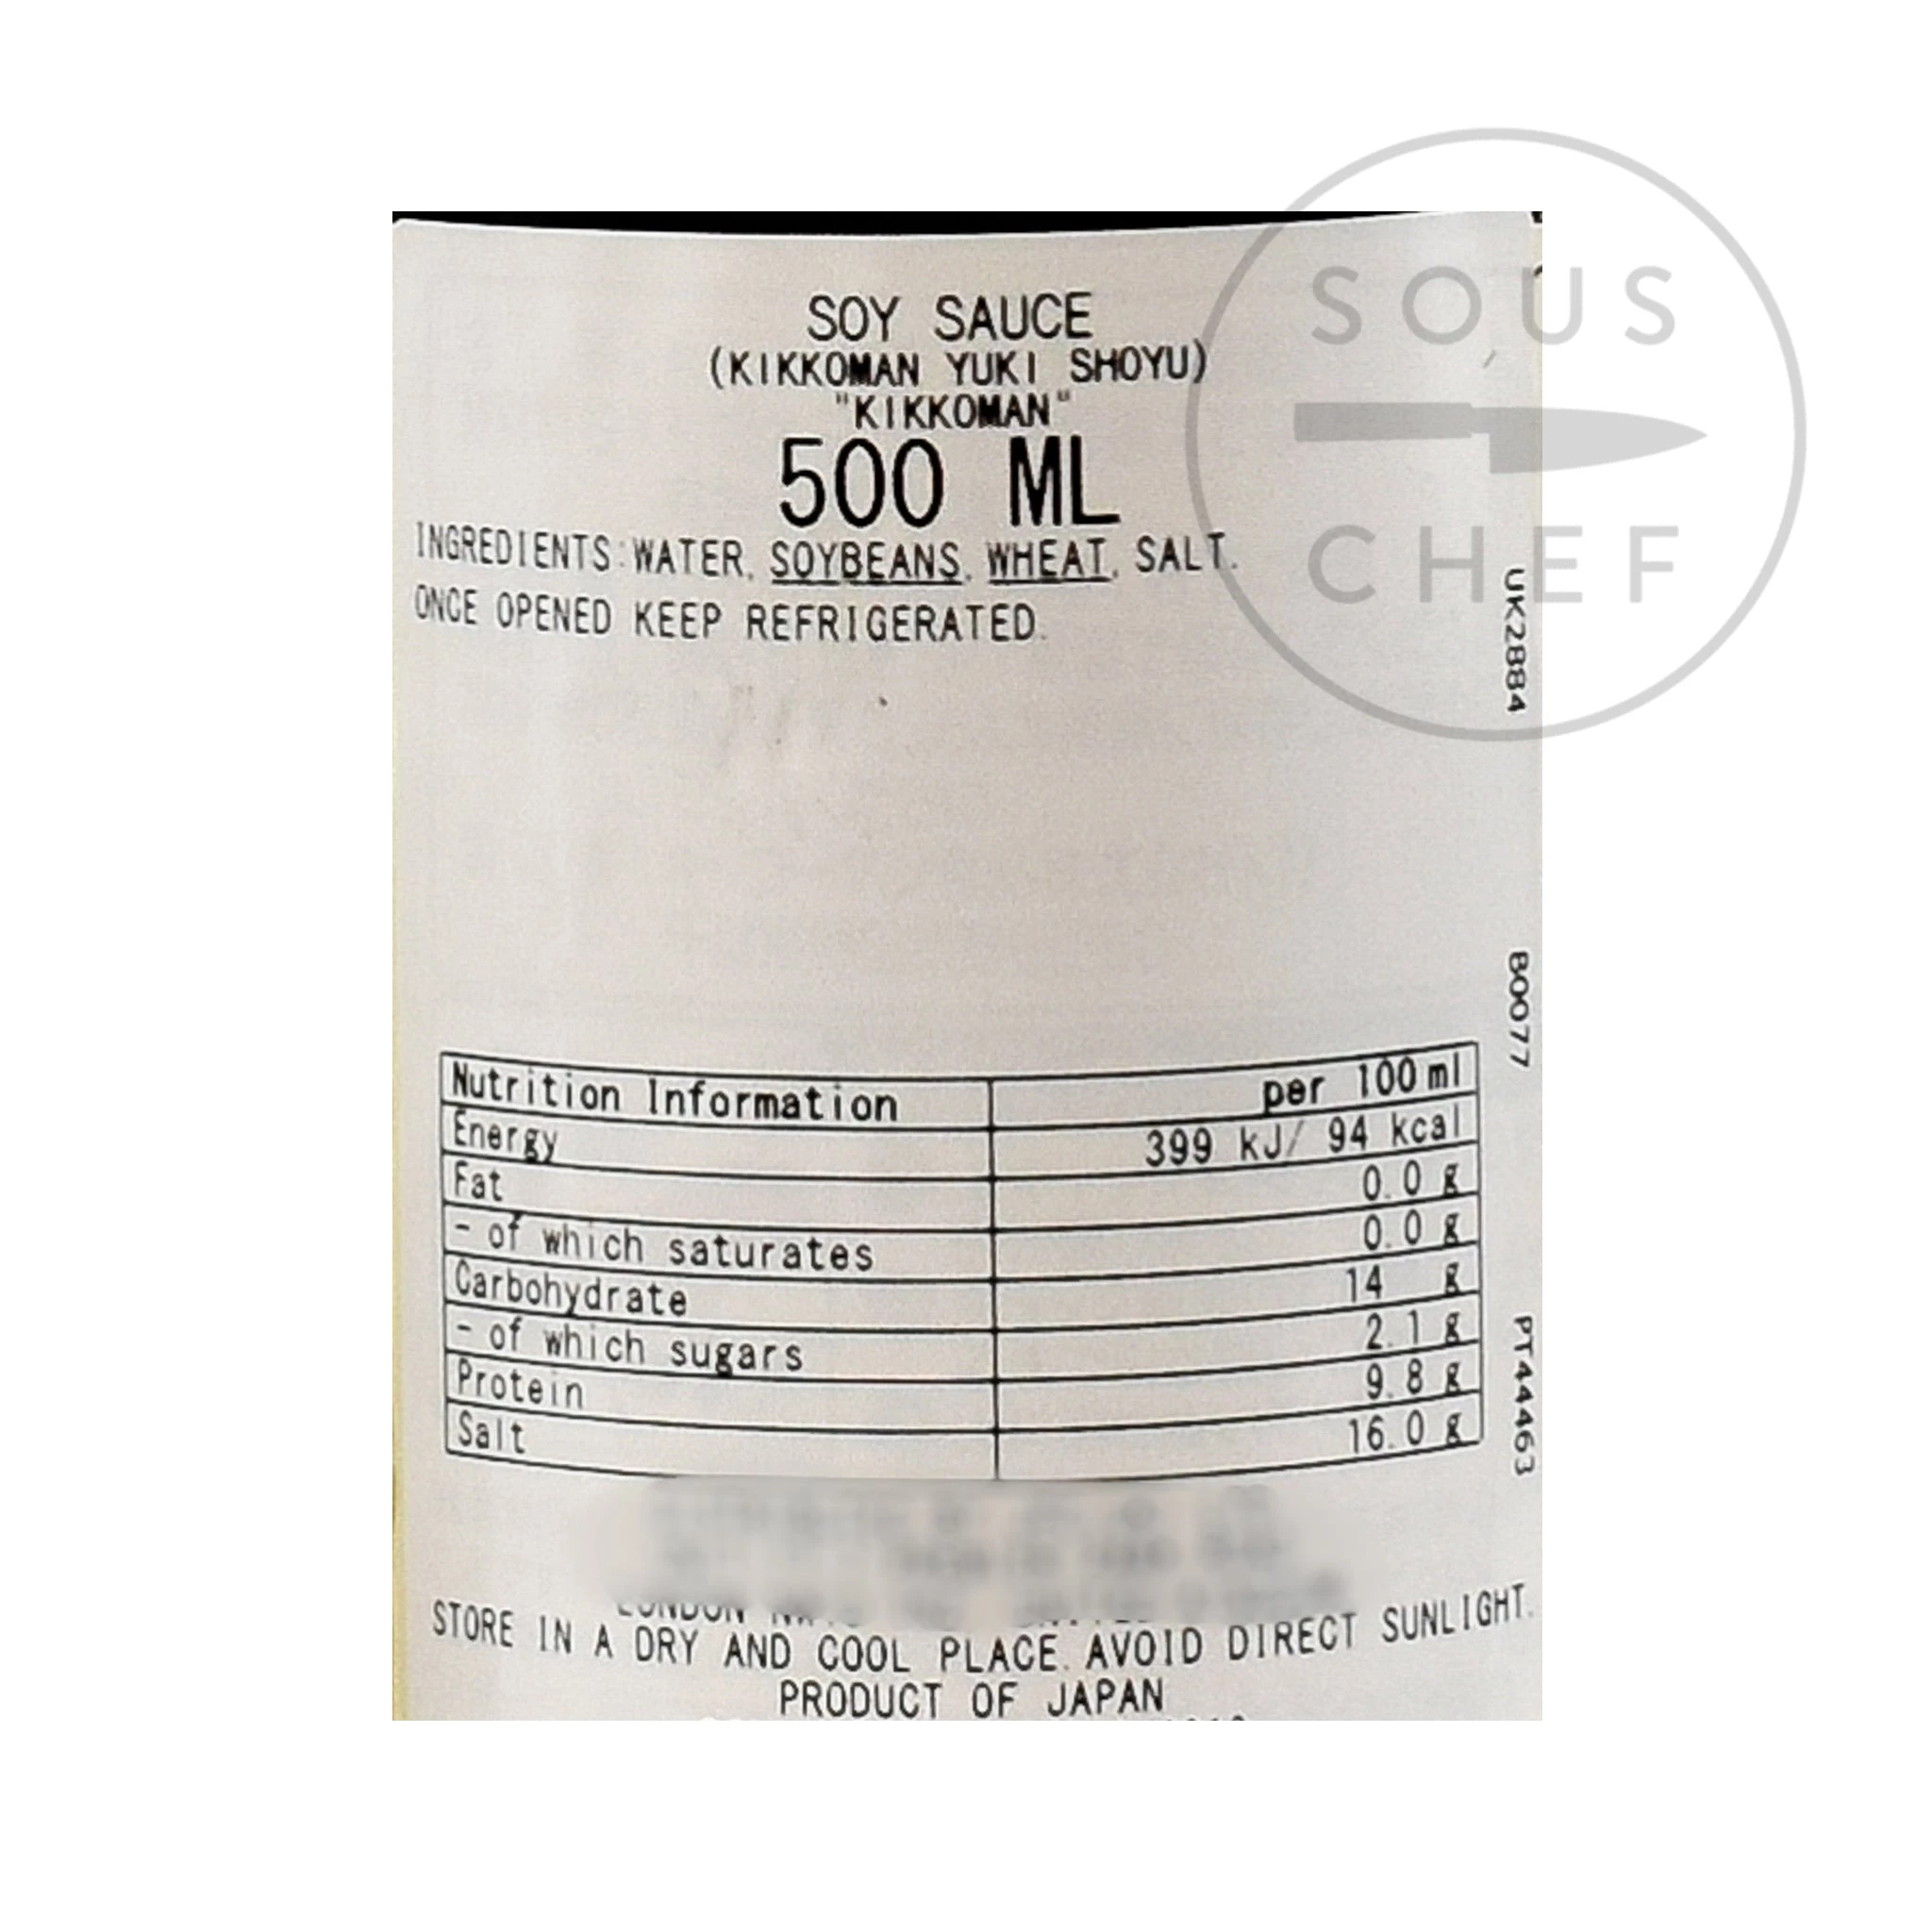 SOUS
CHEF
SOY SAUCE
(KIKKOMAN YUKI SHOYU)
"KIKKOMAN"
500 ML
INGREDIENTS:WATER, SOYBEANS, WHEAT, SALT.
ONCE OPENED KEEP REFRIGERATED.
UK2884
B0077
PT44463
Nutrition Information per 100ml
Energy 399 kJ/ 94 kcal
Fat 0.0 g
- of which saturates 0.0 g
Carbohydrate 14 g
- of which sugars 2.1 g
Protein 9.8 g
Salt 16.0 g
LONDON
STORE IN A DRY AND COOL PLACE. AVOID DIRECT SUNLIGHT.
PRODUCT OF JAPAN